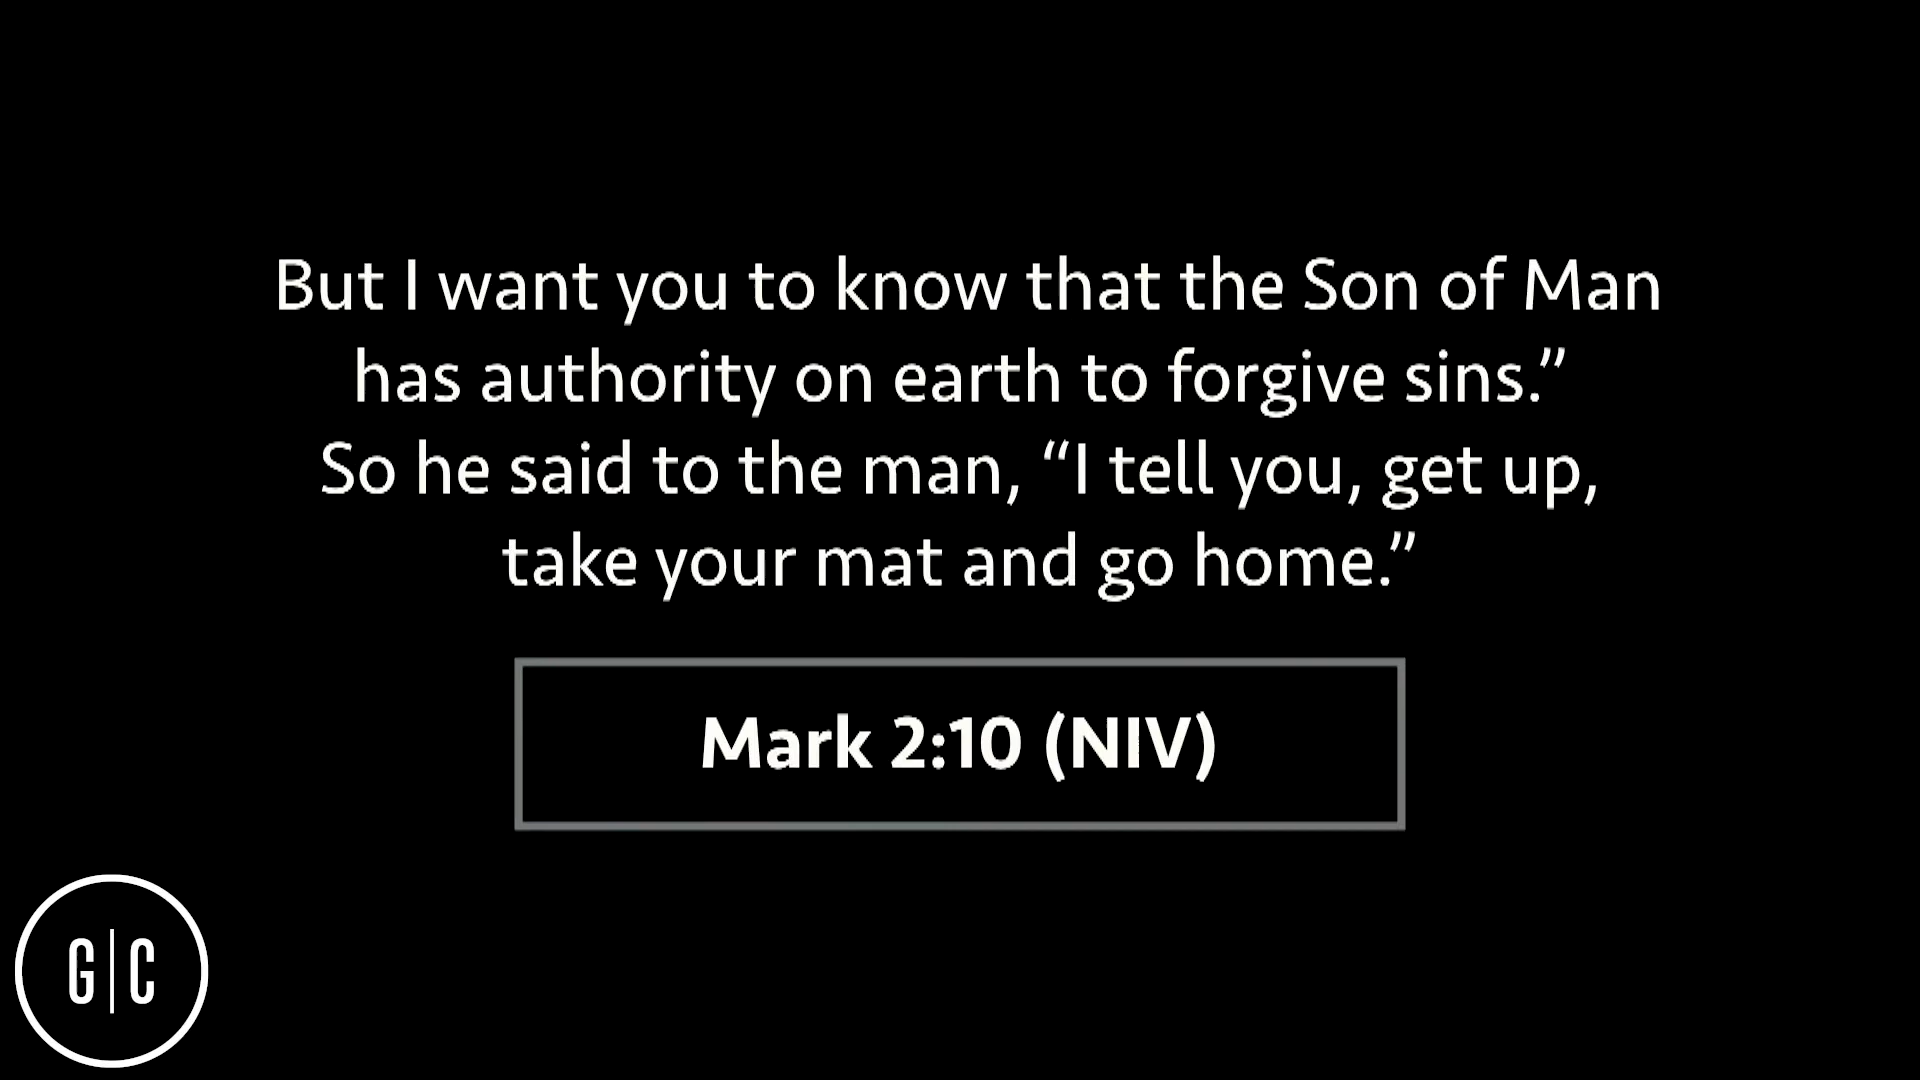 But I want you to know that the Son of Man
has authority on earth to forgive sins.”
So he said to the man, “I tell you, get up,
take your mat and go home.”
Mark 2:10 (NIV)
G|C